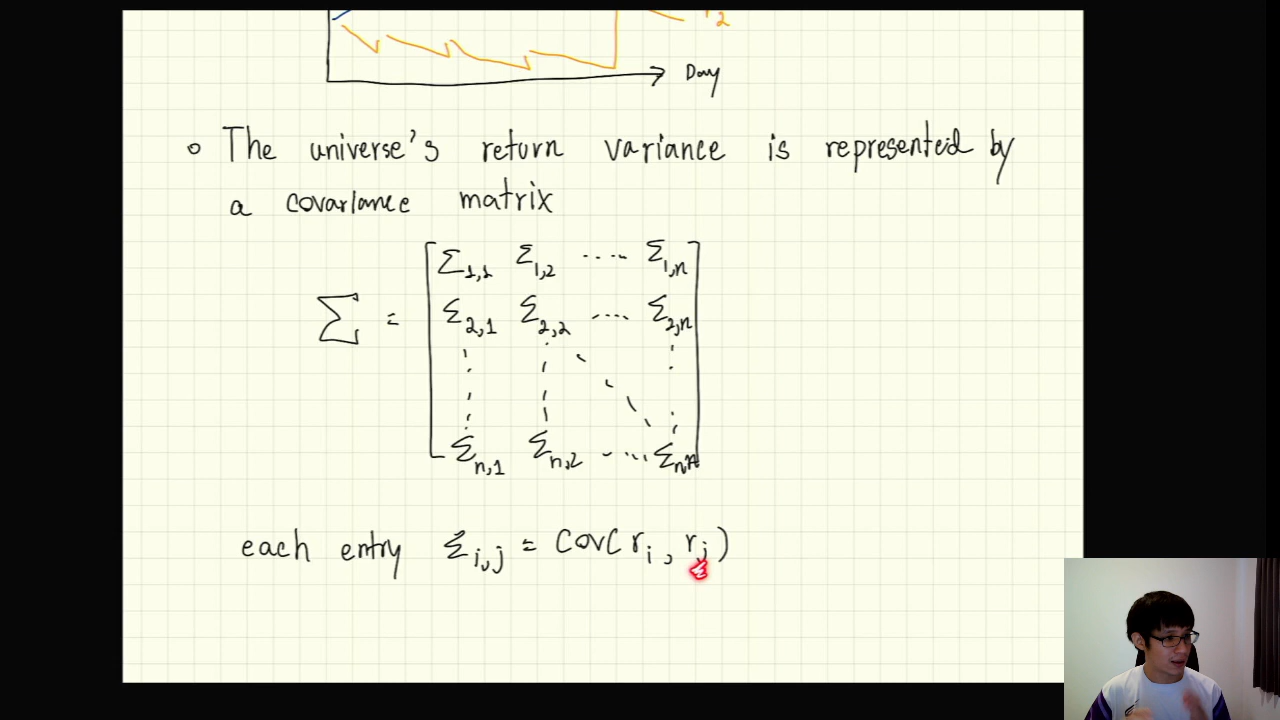 r₂
Day
The universe's return variance is represented by
a covariance matrix
Σ = [ Σ1,1 Σ1,2 ..... Σ1,n
Σ2,1 Σ2,2 ..... Σ2,n
Σn,1 Σn,2 ..... Σn,n ]
each entry Σi,j = Cov(ri, rj)